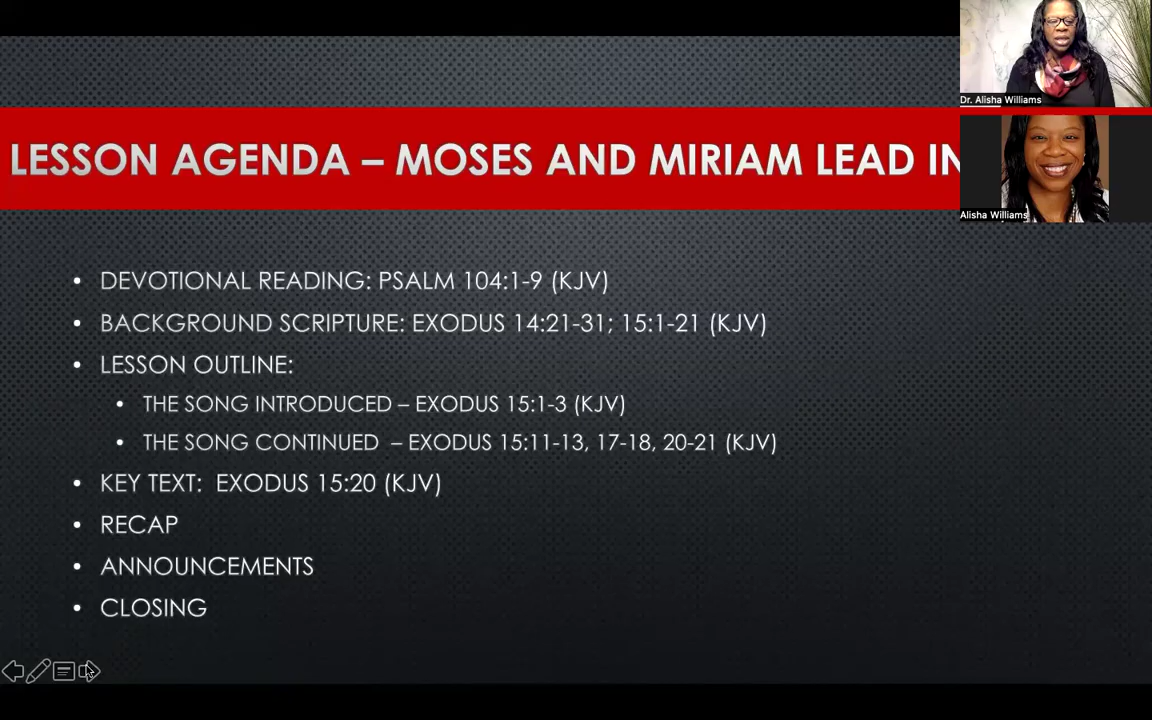 LESSON AGENDA – MOSES AND MIRIAM LEAD IN
Dr. Alisha Williams
Alisha Williams
• DEVOTIONAL READING: PSALM 104:1-9 (KJV)
• BACKGROUND SCRIPTURE: EXODUS 14:21-31; 15:1-21 (KJV)
• LESSON OUTLINE:
• THE SONG INTRODUCED – EXODUS 15:1-3 (KJV)
• THE SONG CONTINUED – EXODUS 15:11-13, 17-18, 20-21 (KJV)
• KEY TEXT: EXODUS 15:20 (KJV)
• RECAP
• ANNOUNCEMENTS
• CLOSING